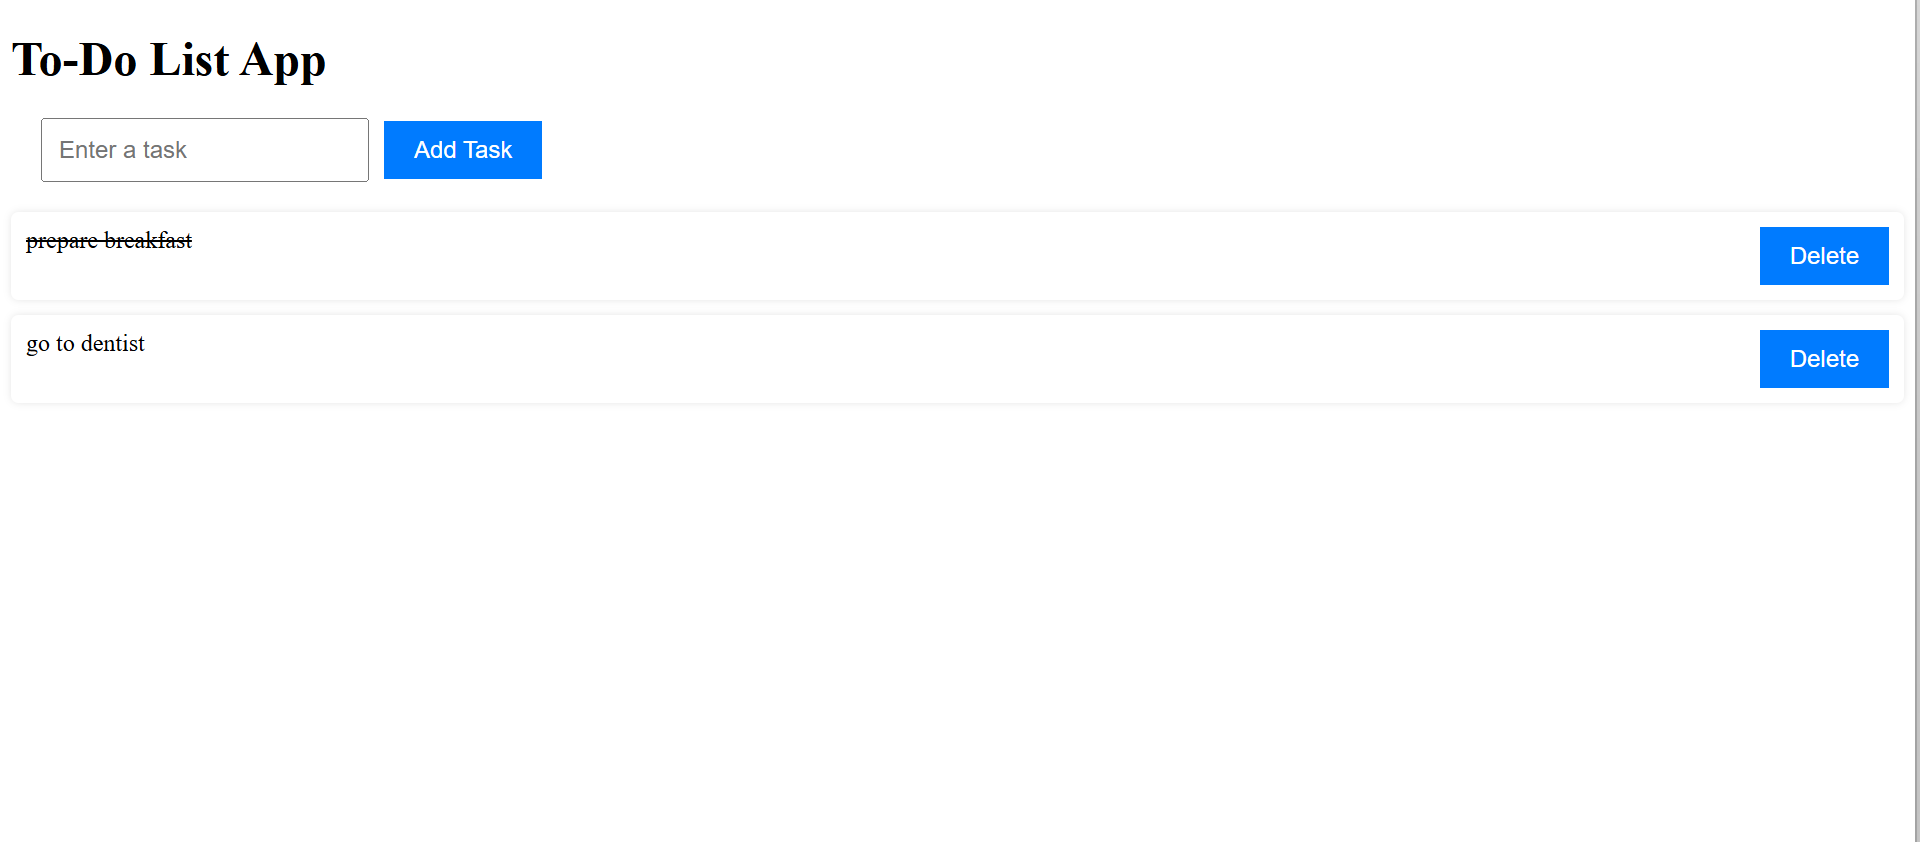 To-Do List App
Enter a task
Add Task
prepare breakfast
Delete
go to dentist
Delete